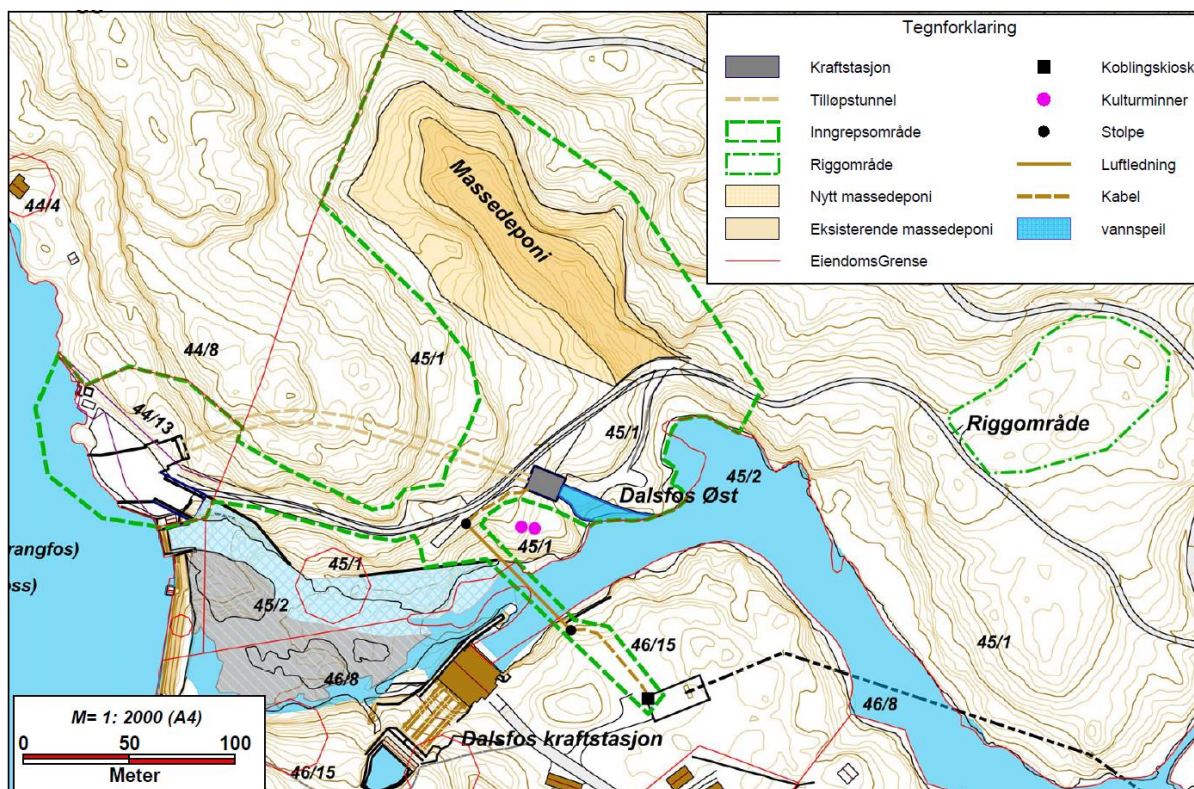 Tegnforklaring
Kraftstasjon
Koblingskiosk
Tilløpstunnel
Kulturminner
Inngrepsområde
Stolpe
Riggområde
Luftledning
Nytt massedeponi
Kabel
Eksisterende massedeponi
vannspeil
EiendomsGrense
44/4
Massedeponi
44/8
45/1
44/13
45/1
Riggområde
45/2
Dalsfos Øst
rangfos)
45/1
45/1
oss)
45/2
46/15
45/1
46/8
46/8
M= 1: 2000 (A4)
0 50 100
Meter
Dalsfos kraftstasjon
46/15